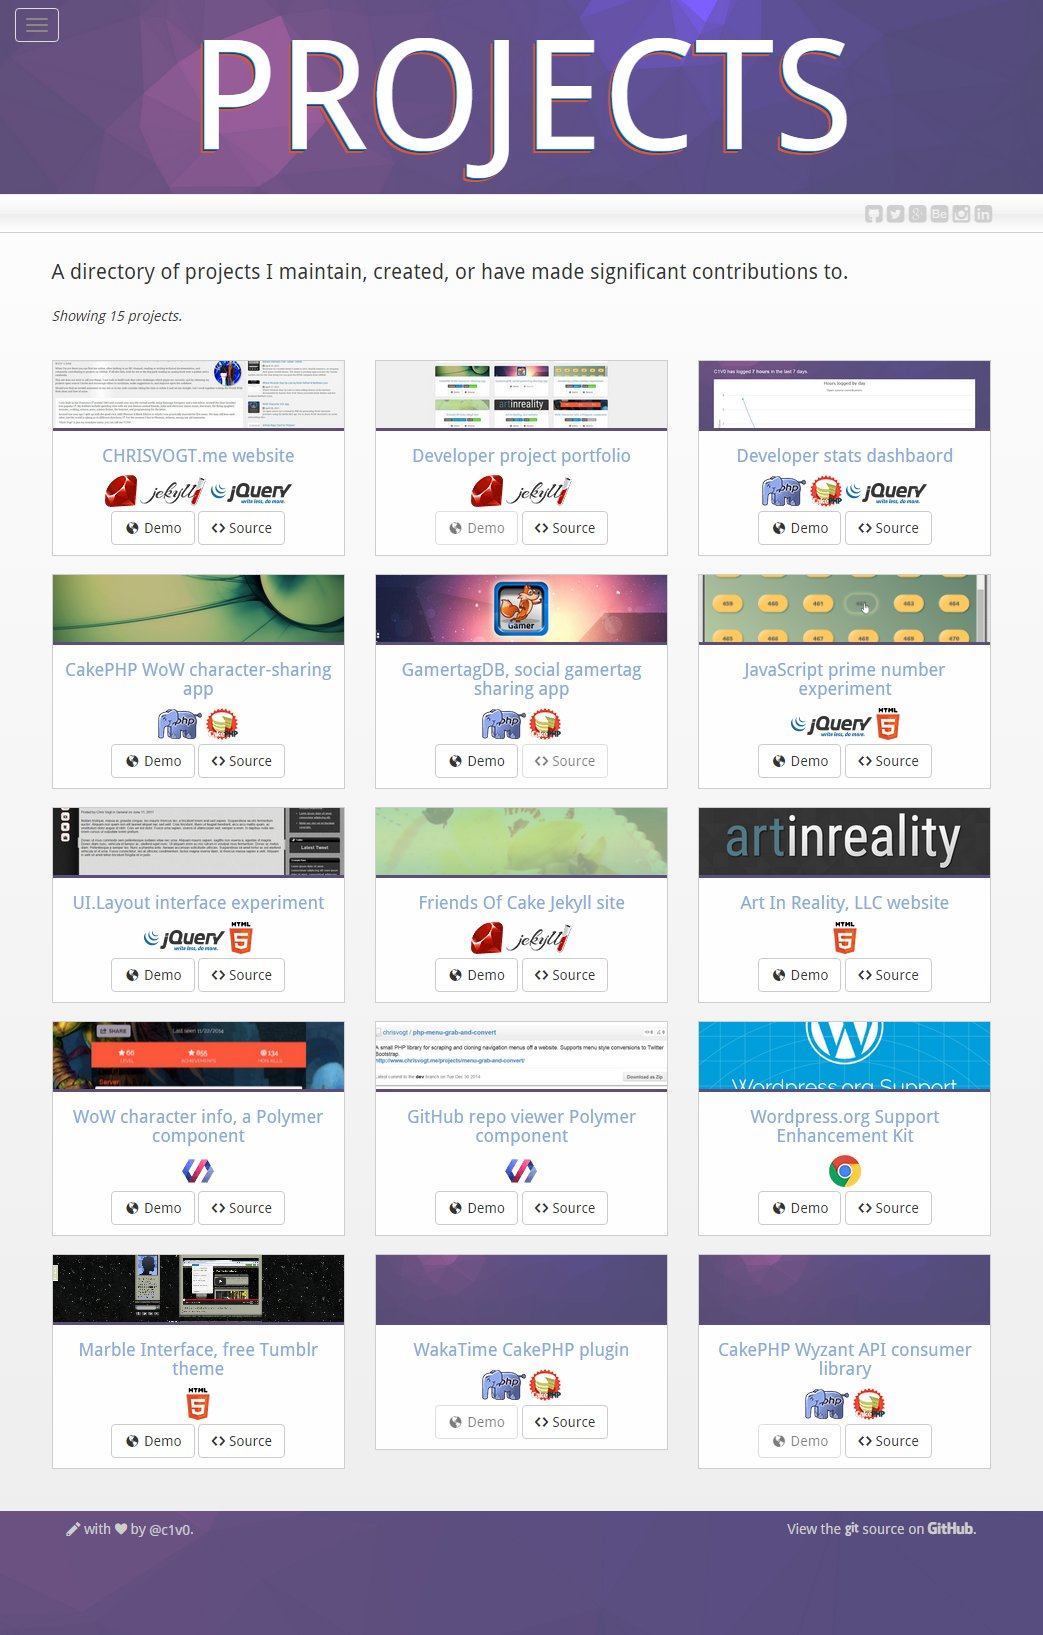 PROJECTS
Be
in
A directory of projects I maintain, created, or have made significant contributions to.
Showing 15 projects.
artinreality
C1V0 has logged 7 hours in the last 7 days.
Hours logged by day
CHRISVOGT.me website
Developer project portfolio
Developer stats dashbaord
jekyll
jQuery
write less, do more.
jekyll
php
jQuery
write less, do more.
Demo
Source
Demo
Source
Demo
Source
Gamer
459
460
461
463
464
465
466
467
468
469
470
CakePHP WoW character-sharing
app
GamertagDB, social gamertag
sharing app
JavaScript prime number
experiment
php
php
jQuery
write less, do more.
HTML
5
Demo
Source
Demo
Source
Demo
Source
Latest Tweet
artinreality
UI.Layout interface experiment
Friends Of Cake Jekyll site
Art In Reality, LLC website
jQuery
write less, do more.
HTML
5
jekyll
HTML
5
Demo
Source
Demo
Source
Demo
Source
SHARE
Last seen 11/22/2014
66
655
134
LEVEL
ACHIEVEMENTS
Server
chrisvogt / php-menu-grab-and-convert
A small PHP library for scraping and cloning navigation menus off a website. Supports menu style conversions to Twitter
Bootstrap.
http://www.chrisvogt.me/projects/menu-grab-and-convert/
Latest commit to the dev branch on Tue Dec 30 2014
Download as Zip
Wordpress.org Support
WoW character info, a Polymer
component
GitHub repo viewer Polymer
component
Wordpress.org Support
Enhancement Kit
Demo
Source
Demo
Source
Demo
Source
Marble Interface, free Tumblr
theme
WakaTime CakePHP plugin
CakePHP Wyzant API consumer
library
HTML
5
php
php
Demo
Source
Demo
Source
Demo
Source
with by @c1v0.
View the git source on GitHub.